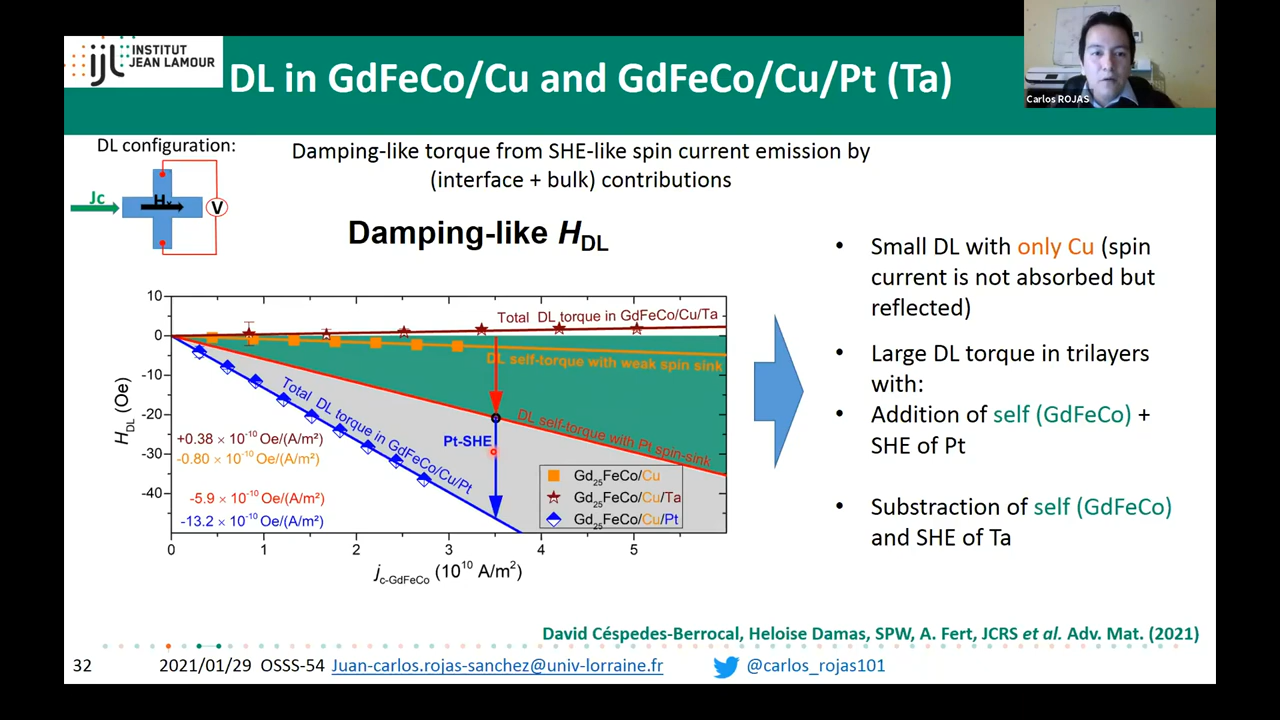 INSTITUT
JEAN LAMOUR
ijl
DL in GdFeCo/Cu and GdFeCo/Cu/Pt (Ta)
Carlos ROJAS
DL configuration:
Jc
V
Damping-like torque from SHE-like spin current emission by
(interface + bulk) contributions
Damping-like HDL
10
0
-10
-20
-30
-40
HDL (Oe)
Total DL torque in GdFeCo/Cu/Ta
DL self-torque with weak spin sink
DL self-torque with Pt spin-sink
Total DL torque in GdFeCo/Cu/Pt
Pt-SHE
+0.38 × 10-10 Oe/(A/m²)
-0.80 × 10-10 Oe/(A/m²)
-5.9 × 10-10 Oe/(A/m²)
-13.2 × 10-10 Oe/(A/m²)
Gd25FeCo/Cu
Gd25FeCo/Cu/Ta
Gd25FeCo/Cu/Pt
0 1 2 3 4 5
jc-GdFeCo (1010 A/m2)
• Small DL with only Cu (spin
current is not absorbed but
reflected)
• Large DL torque in trilayers
with:
• Addition of self (GdFeCo) +
SHE of Pt
• Substraction of self (GdFeCo)
and SHE of Ta
David Céspedes-Berrocal, Heloise Damas, SPW, A. Fert, JCRS et al. Adv. Mat. (2021)
32 2021/01/29 OSSS-54 Juan-carlos.rojas-sanchez@univ-lorraine.fr @carlos_rojas101